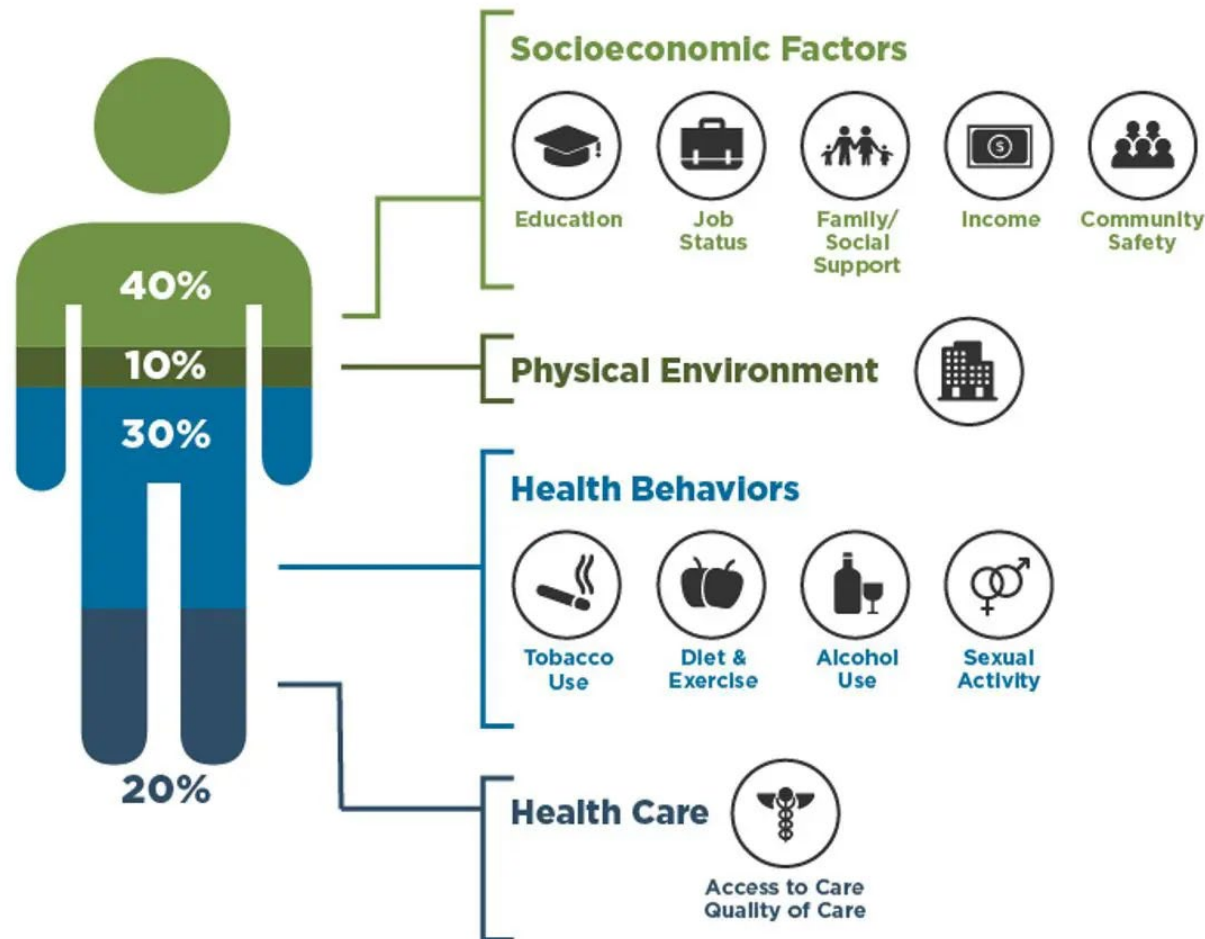 Socioeconomic Factors
Education
Job
Status
Family/
Social
Support
Income
Community
Safety
40%
10%
Physical Environment
30%
Health Behaviors
Tobacco
Use
Diet &
Exercise
Alcohol
Use
Sexual
Activity
20%
Health Care
Access to Care
Quality of Care